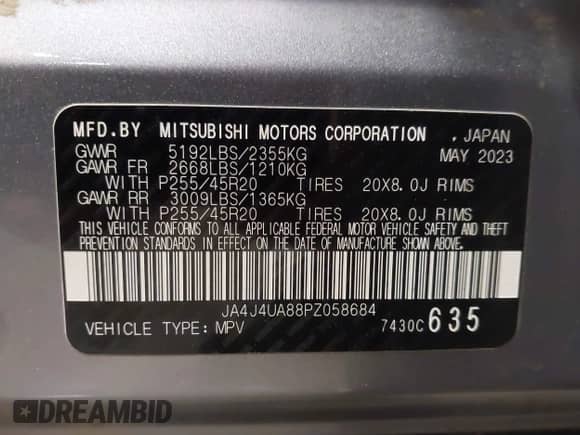 MFD.BY MITSUBISHI MOTORS CORPORATION , JAPAN
GVWR 5192LBS/2355KG MAY 2023
GAWR FR 2668LBS/1210KG
WITH P255/45R20 TIRES 20X8.0J RIMS
GAWR RR 3009LBS/1365KG
WITH P255/45R20 TIRES 20X8.0J RIMS
THIS VEHICLE CONFORMS TO ALL APPLICABLE FEDERAL MOTOR VEHICLE SAFETY AND THEFT
PREVENTION STANDARDS IN EFFECT ON THE DATE OF MANUFACTURE SHOWN ABOVE.
JA4J4UA88PZ058684
VEHICLE TYPE: MPV 7430C 635
DREAMBID